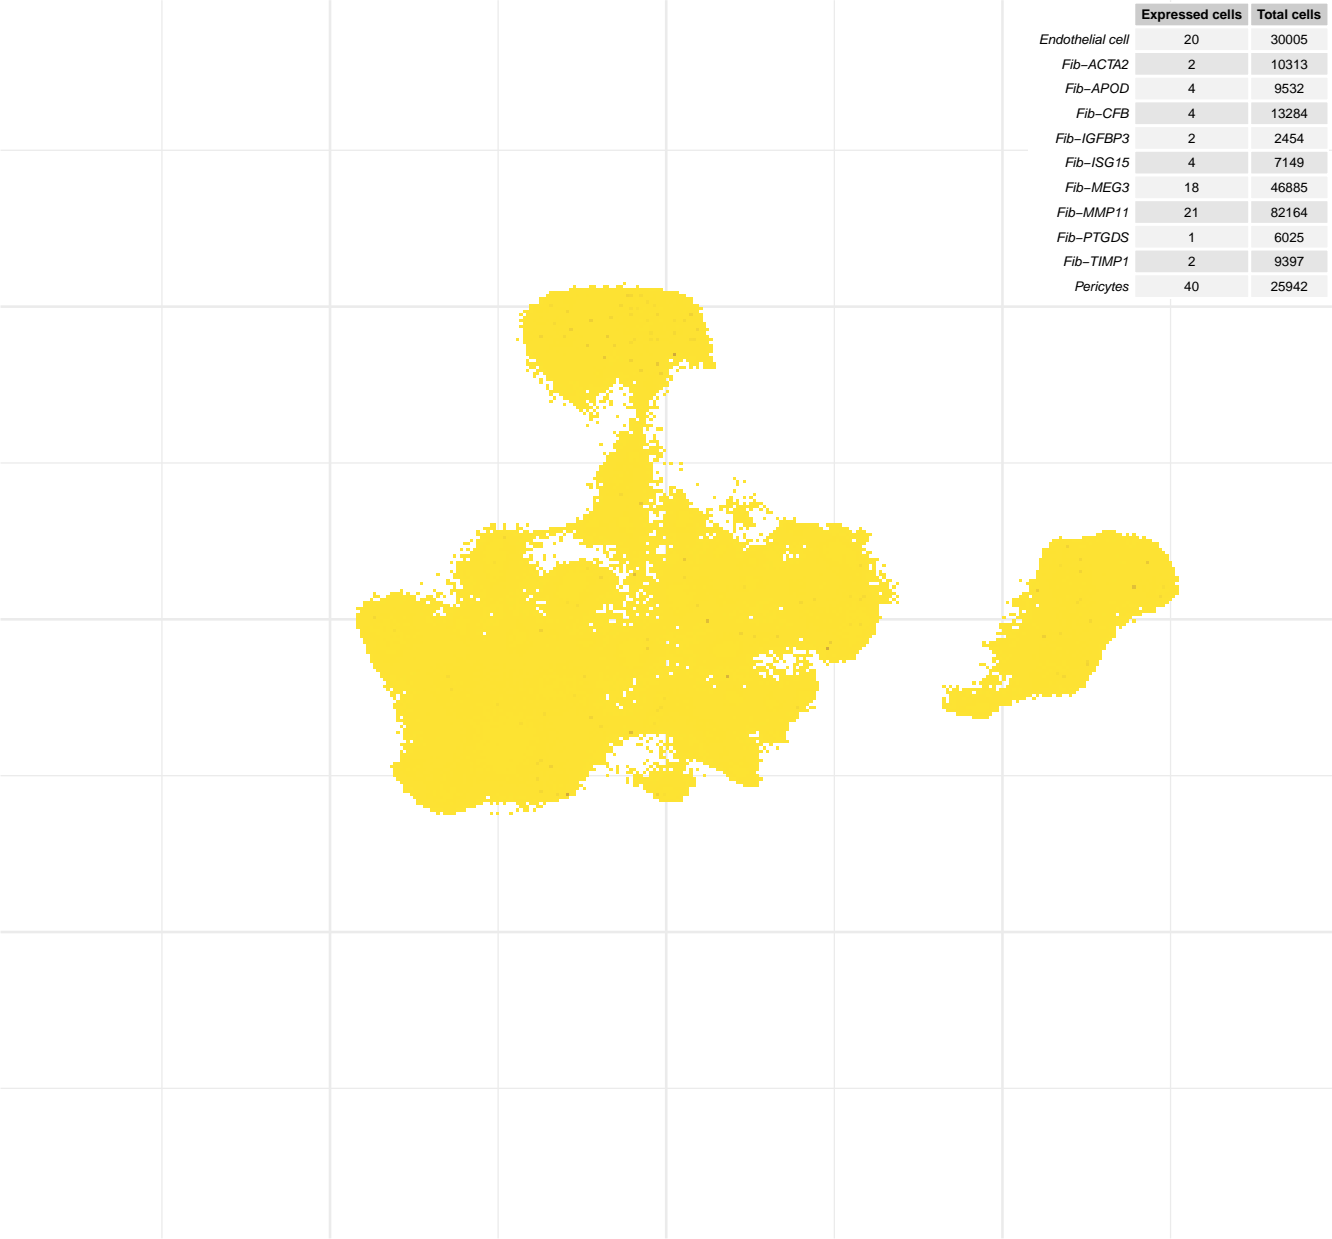 Expressed cells Total cells
Endothelial cell 20 30005
Fib−ACTA2 2 10313
Fib−APOD 4 9532
Fib−CFB 4 13284
Fib−IGFBP3 2 2454
Fib−ISG15 4 7149
Fib−MEG3 18 46885
Fib−MMP11 21 82164
Fib−PTGDS 1 6025
Fib−TIMP1 2 9397
Pericytes 40 25942